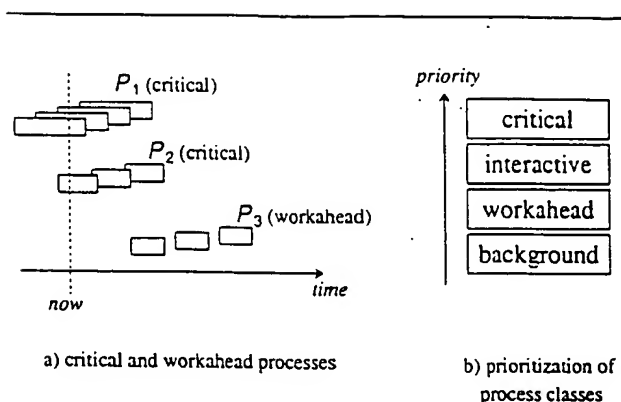 P1 (critical)
P2 (critical)
P3 (workahead)
time
now
a) critical and workahead processes
priority
critical
interactive
workahead
background
b) prioritization of
process classes